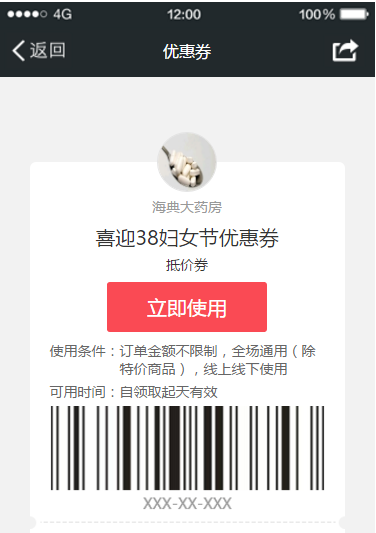 4G 12:00 100%
返回 优惠券
海典大药房
喜迎38妇女节优惠券
抵价券
立即使用
使用条件：订单金额不限制，全场通用（除
特价商品），线上线下使用
可用时间：自领取起天有效
XXX-XX-XXX